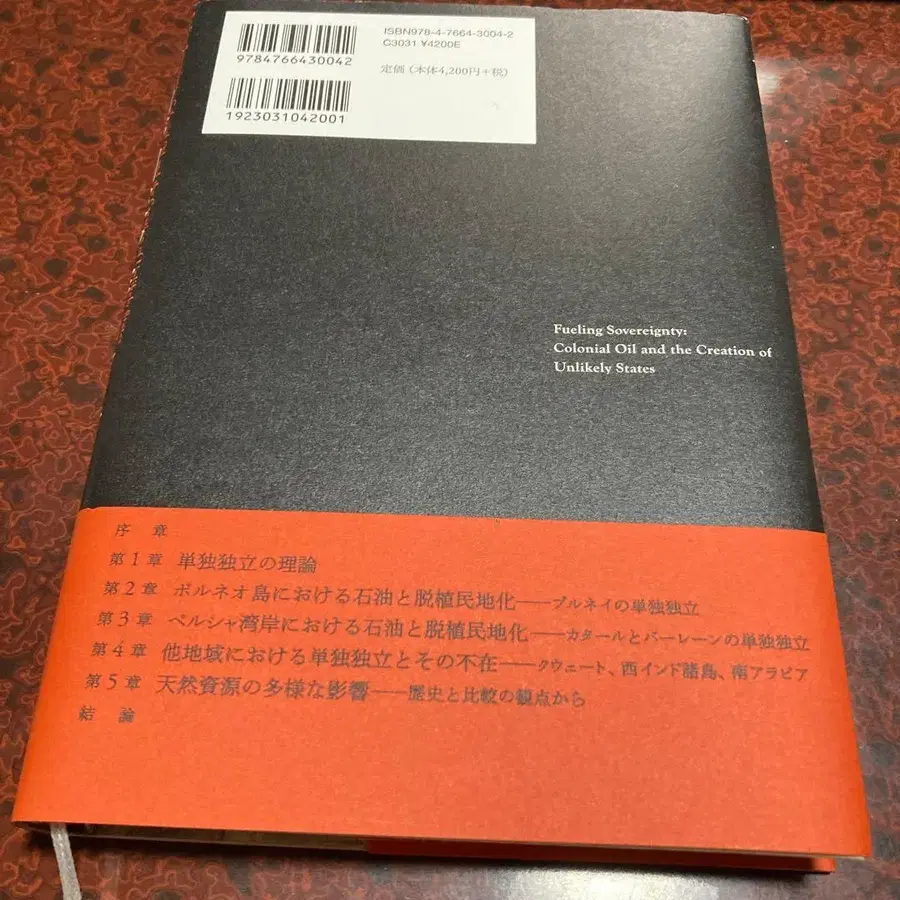 ISBN978-4-7664-3004-2
C3031 ¥4200E
9784766430042
定価(本体4,200円+税)
1923031042001
Fueling Sovereignty:
Colonial Oil and the Creation of
Unlikely States
序 章
第1章 単独独立の理論
第2章 ボルネオ島における石油と脱植民地化——ブルネイの単独独立
第3章 ペルシャ湾岸における石油と脱植民地化——カタールとバーレーンの単独独立
第4章 他地域における単独独立とその不在——クウェート、西インド諸島、南アラビア
第5章 天然資源の多様な影響——歴史と比較の観点から
結 論